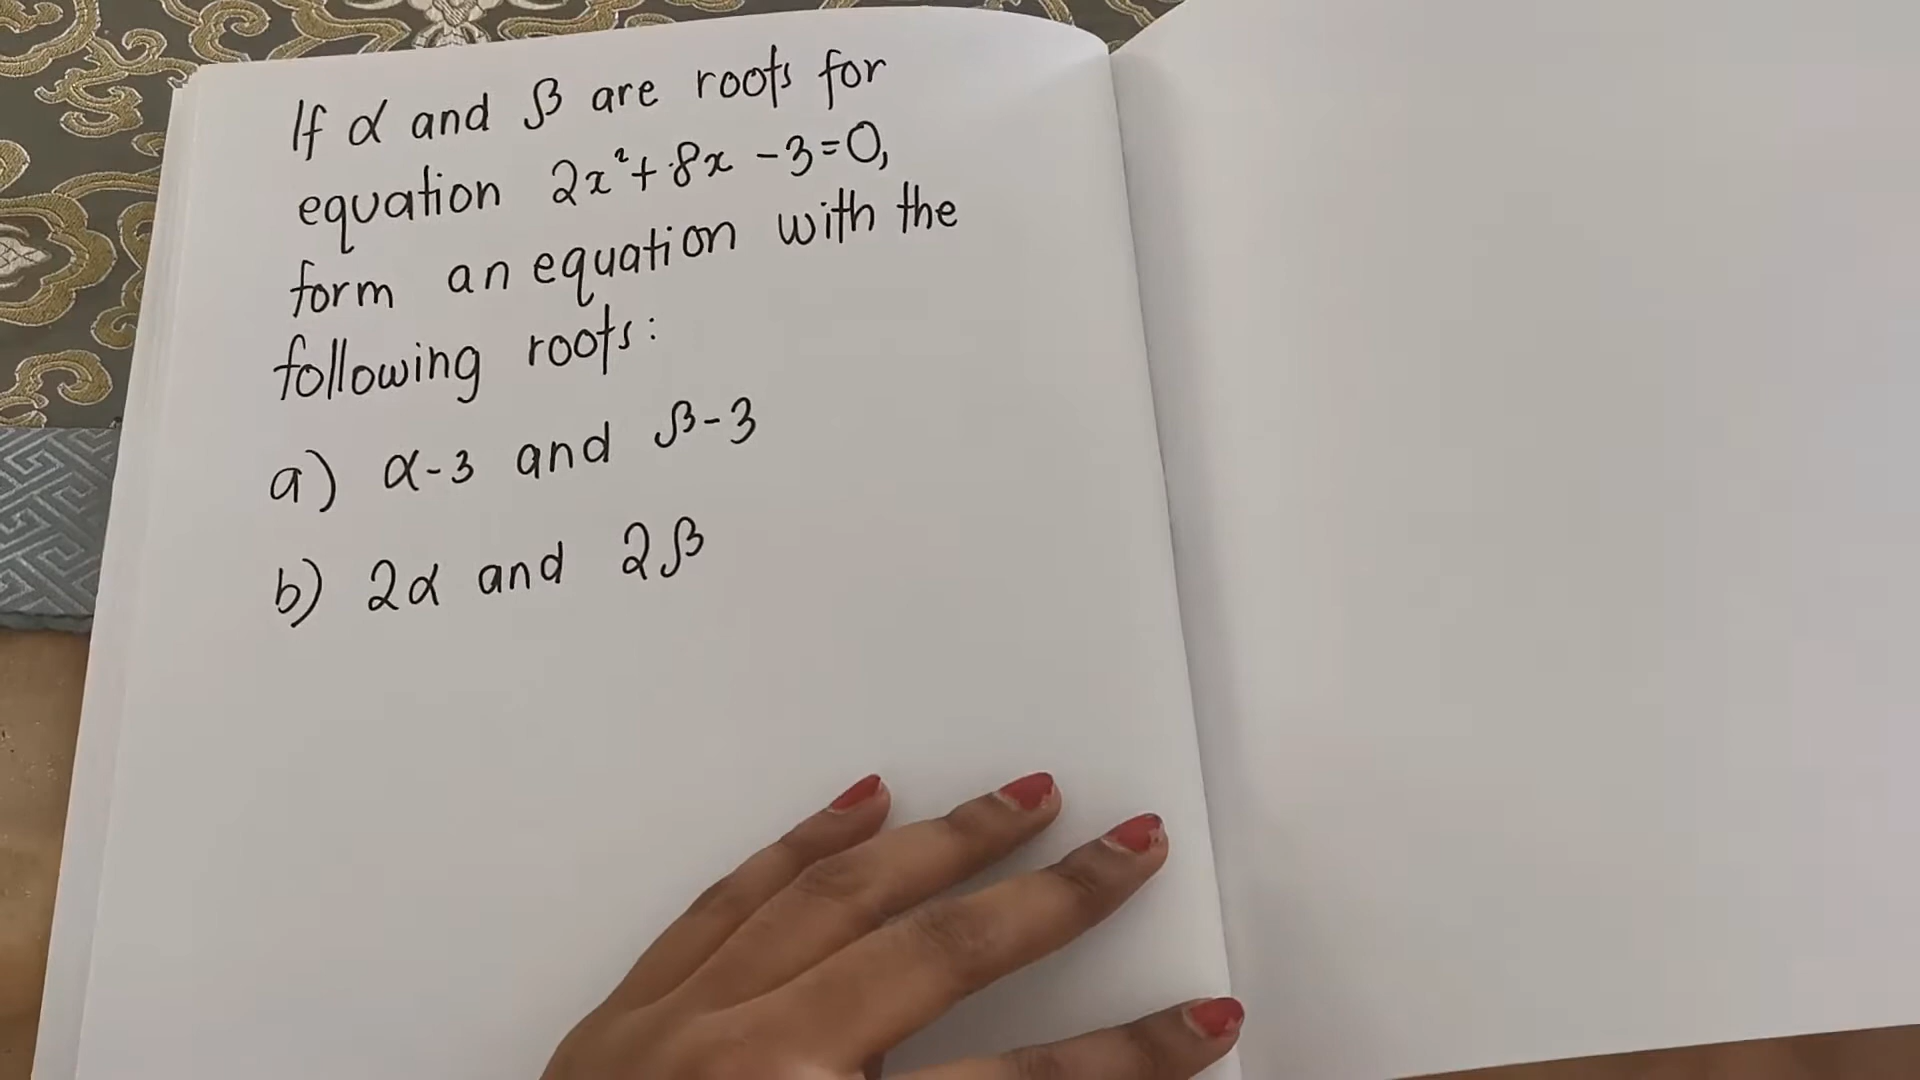 If α and β are roots for
equation 2x²+8x -3=0,
form an equation with the
following roots:
a) α-3 and β-3
b) 2α and 2β